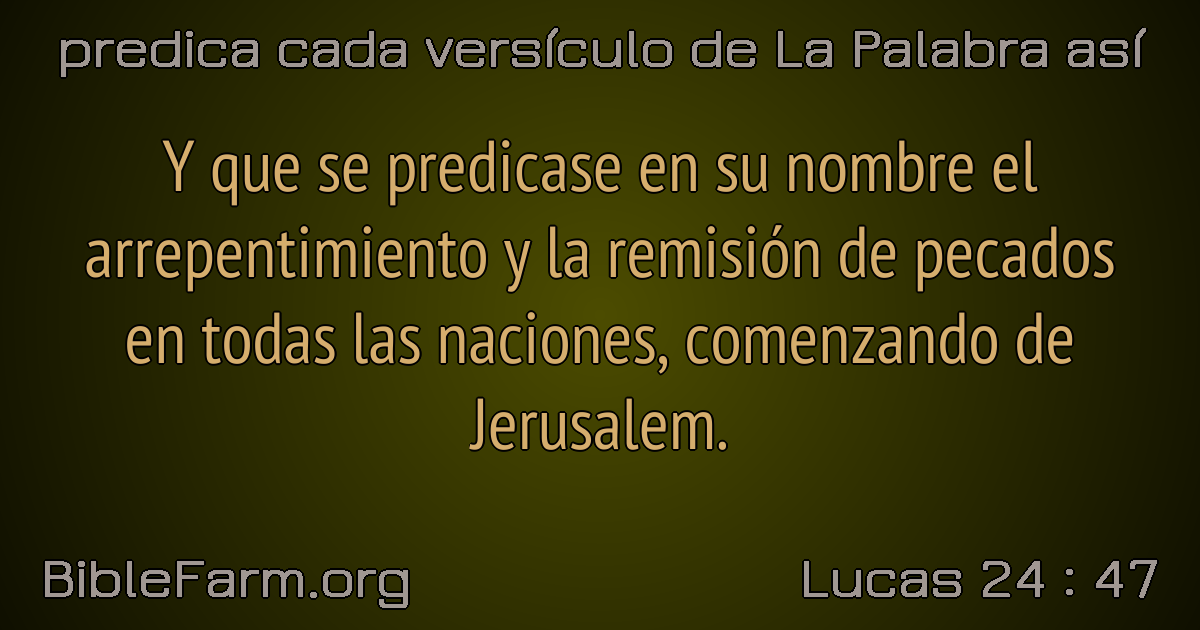 predica cada versículo de La Palabra así
Y que se predicase en su nombre el
arrepentimiento y la remisión de pecados
en todas las naciones, comenzando de
Jerusalem.
BibleFarm.org
Lucas 24 : 47